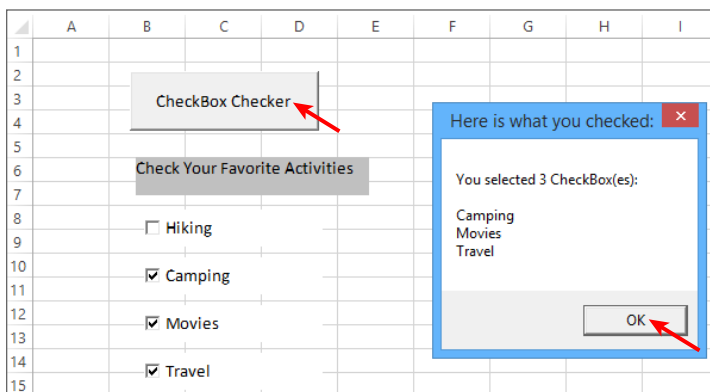 A B C D E F G H I
1
2
3 CheckBox Checker
4 Here is what you checked: ×
5
6 Check Your Favorite Activities
7 You selected 3 CheckBox(es):
8 Hiking Camping
9 Movies
10 Camping Travel
11
12 Movies OK
13
14 Travel
15